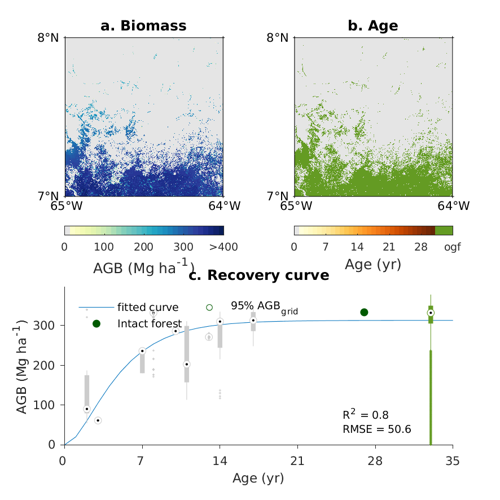 a. Biomass
b. Age
8°N
8°N
7°N
7°N
65°W 64°W
65°W 64°W
0 100 200 300 >400
0 7 14 21 28 ogf
AGB (Mg ha⁻¹)
Age (yr)
c. Recovery curve
fitted curve
95% AGBgrid
Intact forest
300
200
100
0
AGB (Mg ha⁻¹)
R² = 0.8
RMSE = 50.6
0 7 14 21 28 35
Age (yr)